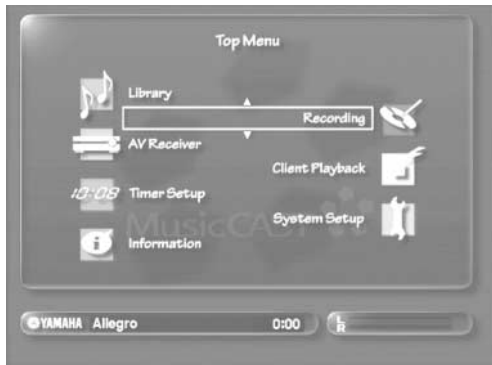 Top Menu
Library
Recording
AV Receiver
Client Playback
10:08 Timer Setup
System Setup
MusicCAST
Information
YAMAHA Allegro 0:00 L
R